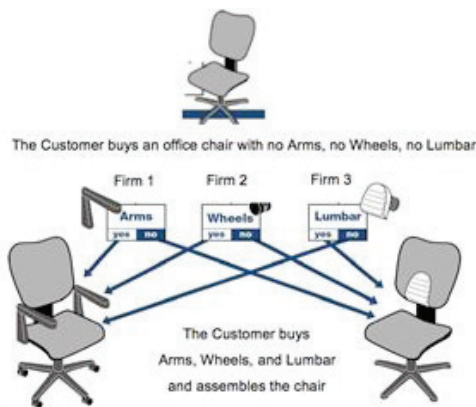 The Customer buys an office chair with no Arms, no Wheels, no Lumbar
Firm 1 Firm 2 Firm 3
Arms Wheels Lumbar
yes no yes no yes no
The Customer buys
Arms, Wheels, and Lumbar
and assembles the chair